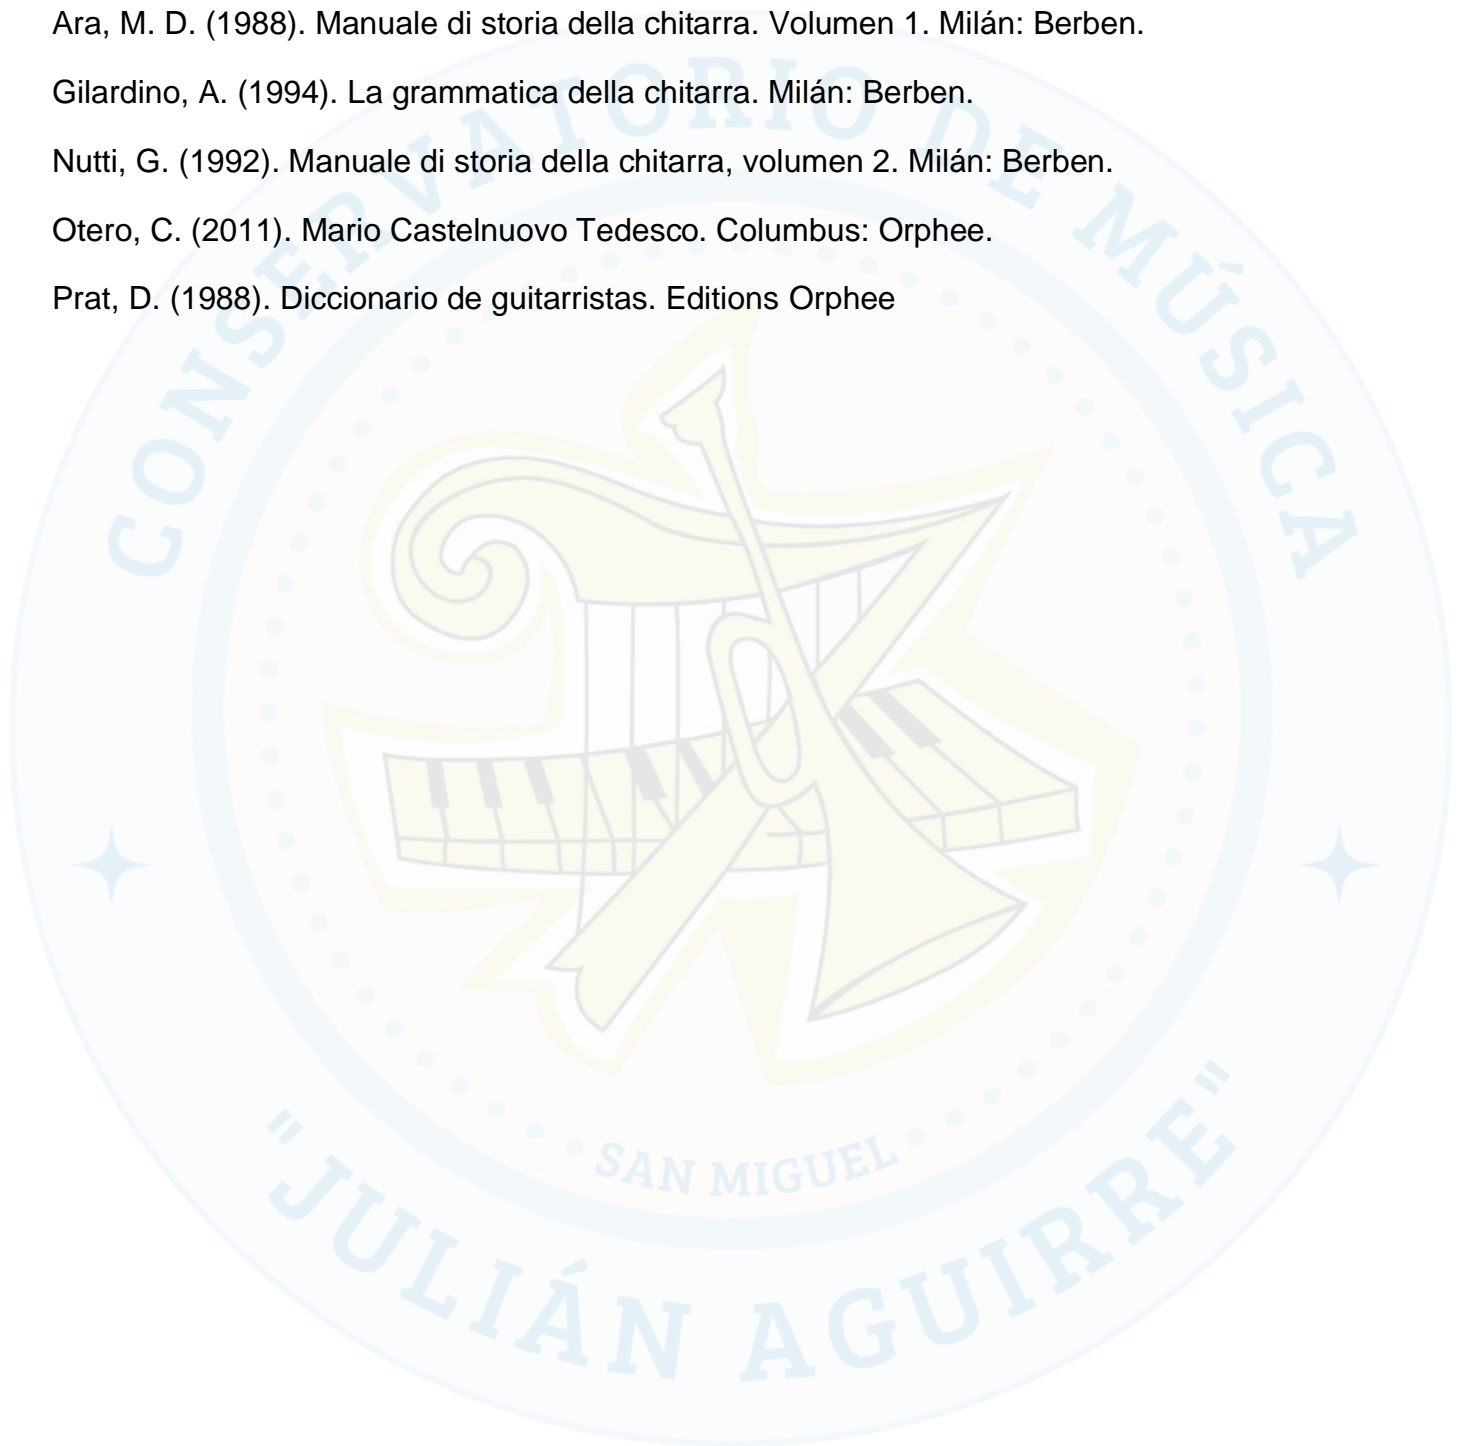 Ara, M. D. (1988). Manuale di storia della chitarra. Volumen 1. Milán: Berben.
Gilardino, A. (1994). La grammatica della chitarra. Milán: Berben.
Nutti, G. (1992). Manuale di storia della chitarra, volumen 2. Milán: Berben.
Otero, C. (2011). Mario Castelnuovo Tedesco. Columbus: Orphee.
Prat, D. (1988). Diccionario de guitarristas. Editions Orphee
CONSERVATORIO DE MÚSICA
SAN MIGUEL
"JULIÁN AGUIRRE"